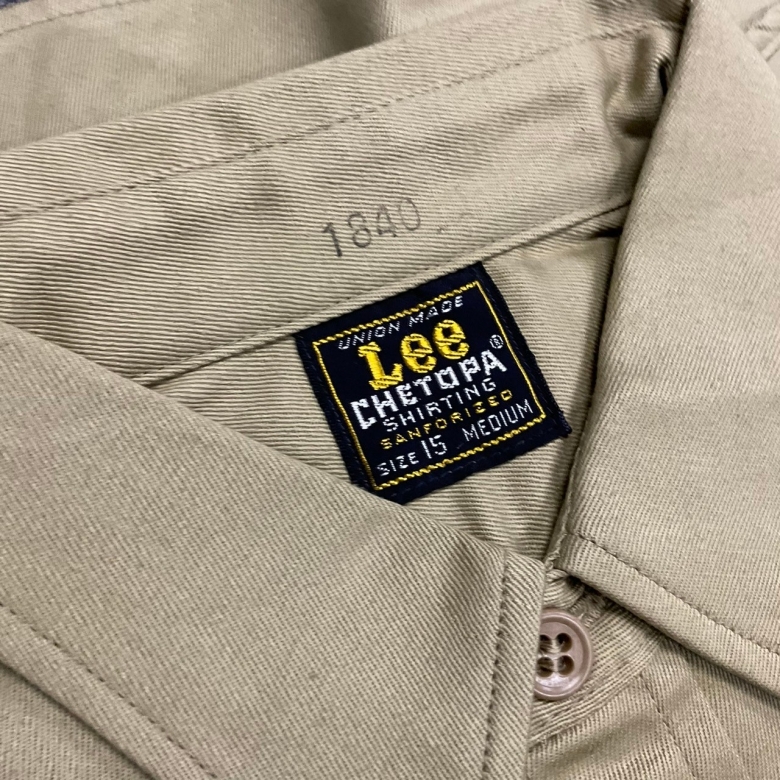 1840
UNION MADE
Lee ®
CHETOPA
SHIRTING
SANFORIZED
SIZE 15 MEDIUM